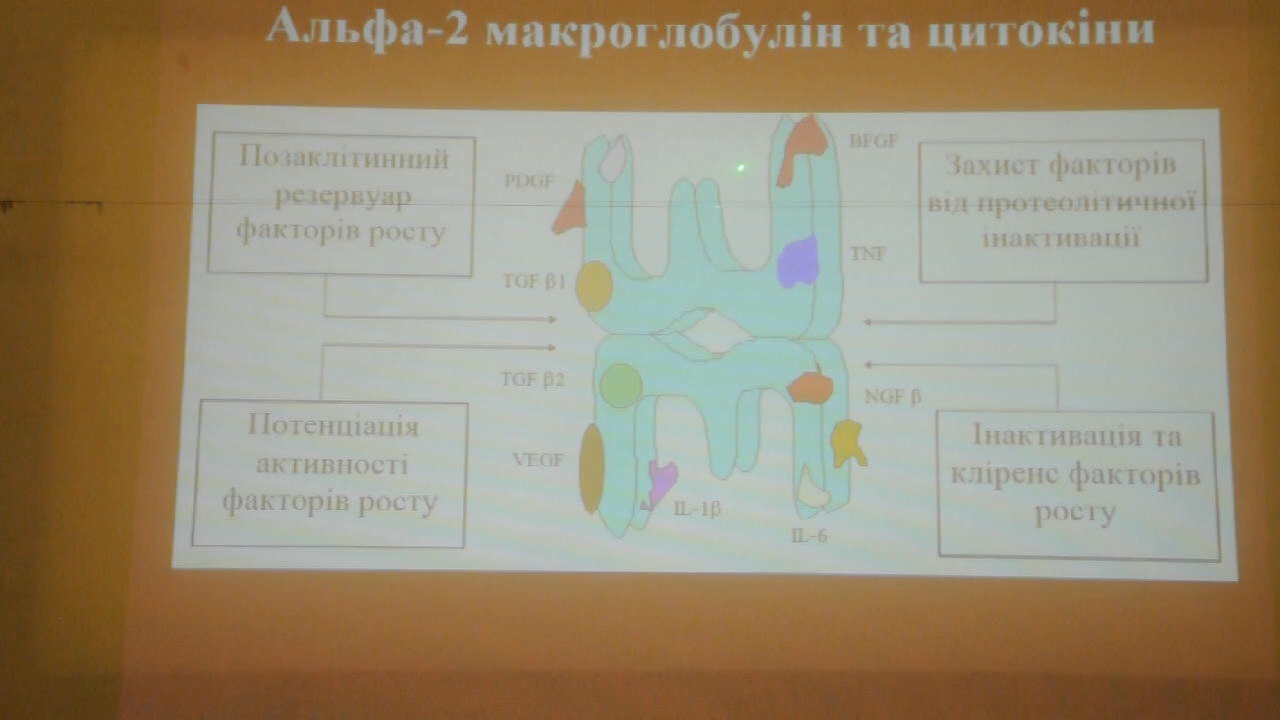 Альфа-2 макроглобулін та цитокіни
Позаклітинний
резервуар
факторів росту
PDGF
TGF β1
BFGF
TNF
Захист факторів
від протеолітичної
інактивації
Потенціація
активності
факторів росту
TGF β2
VEGF
IL-1β
IL-6
NGF β
Інактивація та
кліренс факторів
росту